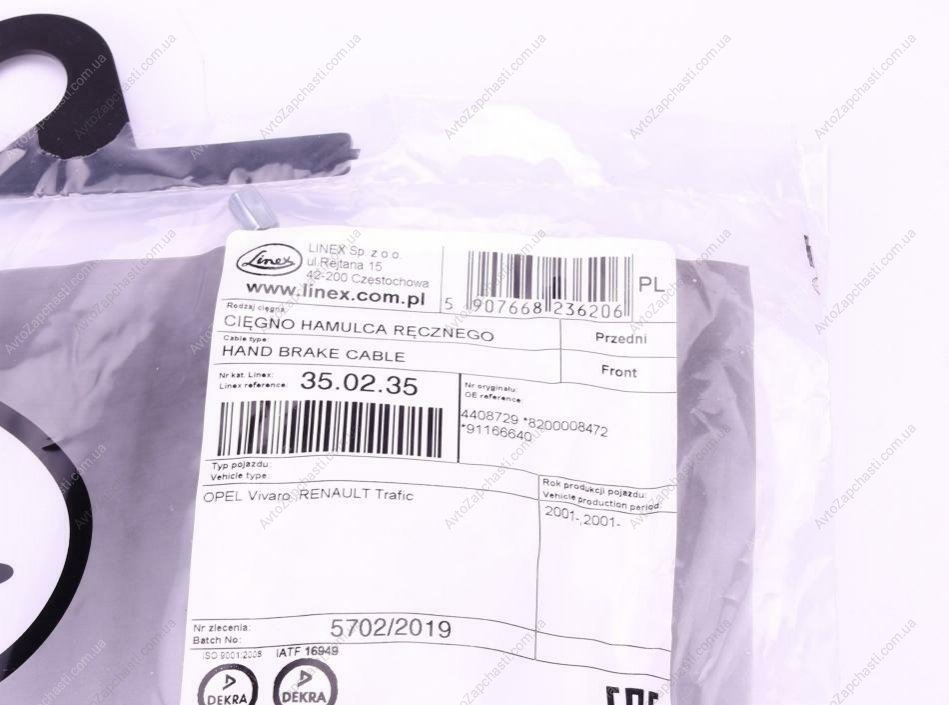 Linex
LINEX Sp. z o.o.
ul.Rejtana 15
42-200 Częstochowa
www.linex.com.pl
5 907668 236206
PL
Rodzaj cięgna:
CIĘGNO HAMULCA RĘCZNEGO
Przedni
Cable type:
HAND BRAKE CABLE
Front
Nr kat. Linex:
Linex reference:
35.02.35
Nr oryginału:
OE reference:
4408729 *8200008472
*91166640
Typ pojazdu:
Vehicle type:
OPEL Vivaro, RENAULT Trafic
Rok produkcji pojazdu:
Vehicle production period:
2001-,2001-
Nr zlecenia:
Batch No:
5702/2019
ISO 9001:2008
IATF 16949
DEKRA
DEKRA
AvtoZapchasti.com.ua